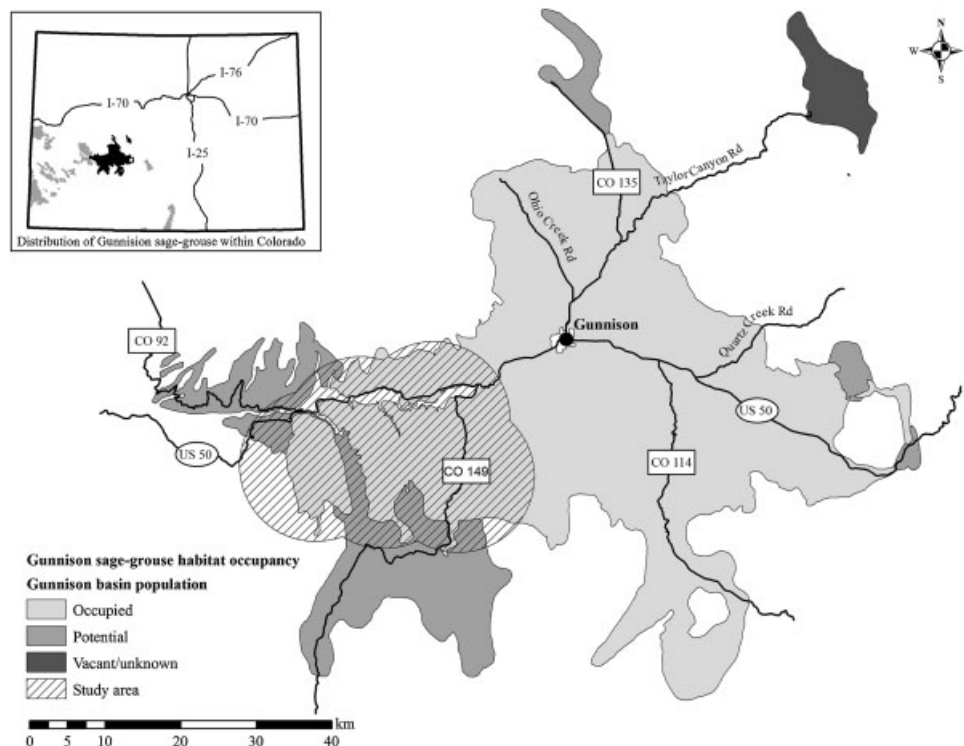 I-76
I-70
I-70
I-25
Distribution of Gunnision sage-grouse within Colorado
N
W
E
S
CO 135
Taylor Canyon Rd
Ohio Creek Rd
Gunnison
Quartz Creek Rd
CO 92
US 50
US 50
CO 149
CO 114
Gunnison sage-grouse habitat occupancy
Gunnison basin population
Occupied
Potential
Vacant/unknown
Study area
km
0 5 10 20 30 40